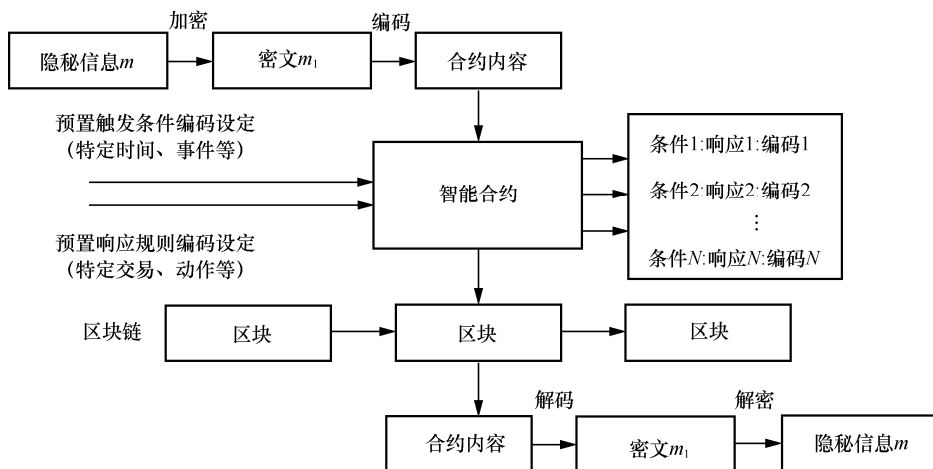 加密
编码
隐秘信息m
密文m₁
合约内容
预置触发条件编码设定
（特定时间、事件等）
智能合约
条件1:响应1:编码1
条件2:响应2:编码2
⋮
条件N:响应N:编码N
预置响应规则编码设定
（特定交易、动作等）
区块链
区块
区块
区块
解码
解密
合约内容
密文m₁
隐秘信息m